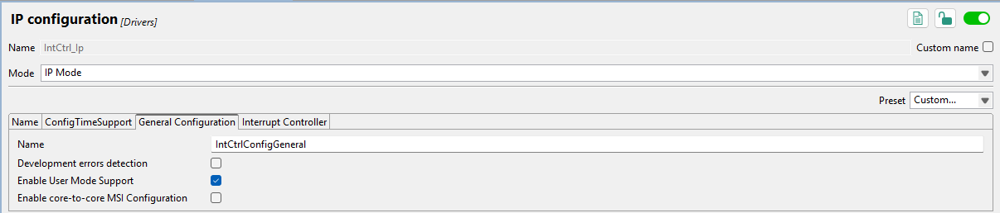 IP configuration [Drivers]
Name IntCtrl_Ip Custom name
Mode IP Mode
Preset Custom...
Name ConfigTimeSupport General Configuration Interrupt Controller
Name IntCtrlConfigGeneral
Development errors detection
Enable User Mode Support
Enable core-to-core MSI Configuration